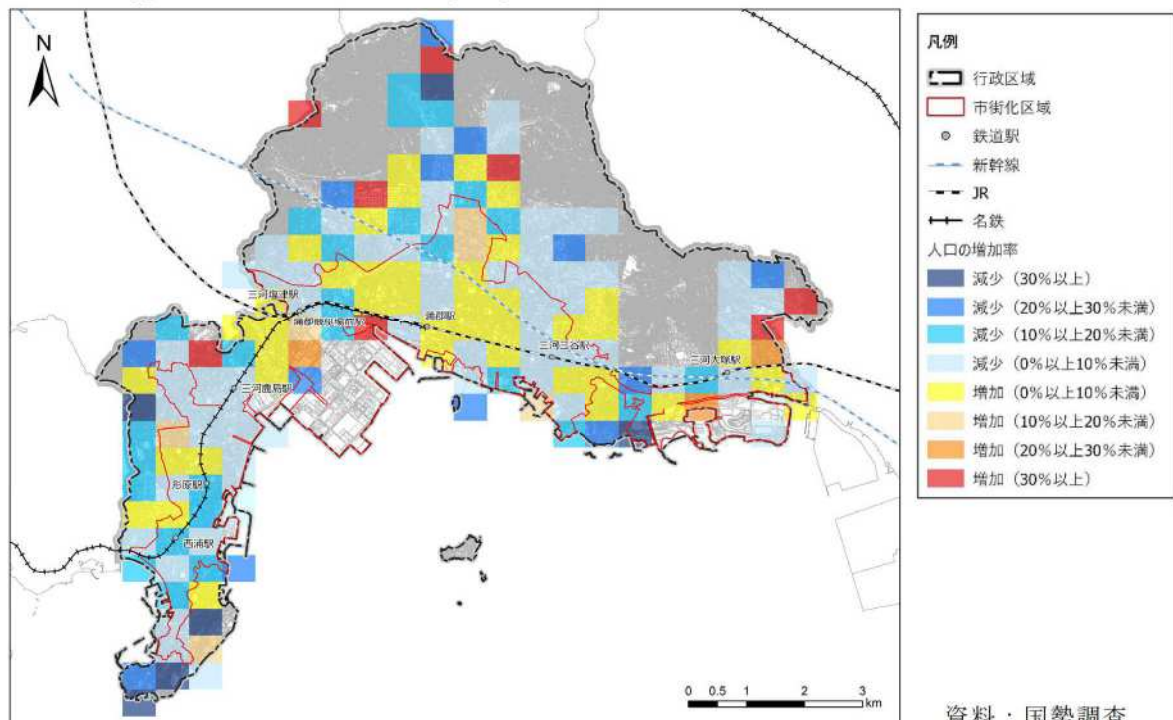 N
三河塩津駅
蒲郡競艇場前駅
蒲郡駅
三河三谷駅
三河大塚駅
三河鹿島駅
形原駅
西浦駅
0 0.5 1 2 3
km
凡例
行政区域
市街化区域
鉄道駅
新幹線
JR
名鉄
人口の増加率
減少（30%以上）
減少（20%以上30%未満）
減少（10%以上20%未満）
減少（0%以上10%未満）
増加（0%以上10%未満）
増加（10%以上20%未満）
増加（20%以上30%未満）
増加（30%以上）
資料：国勢調査